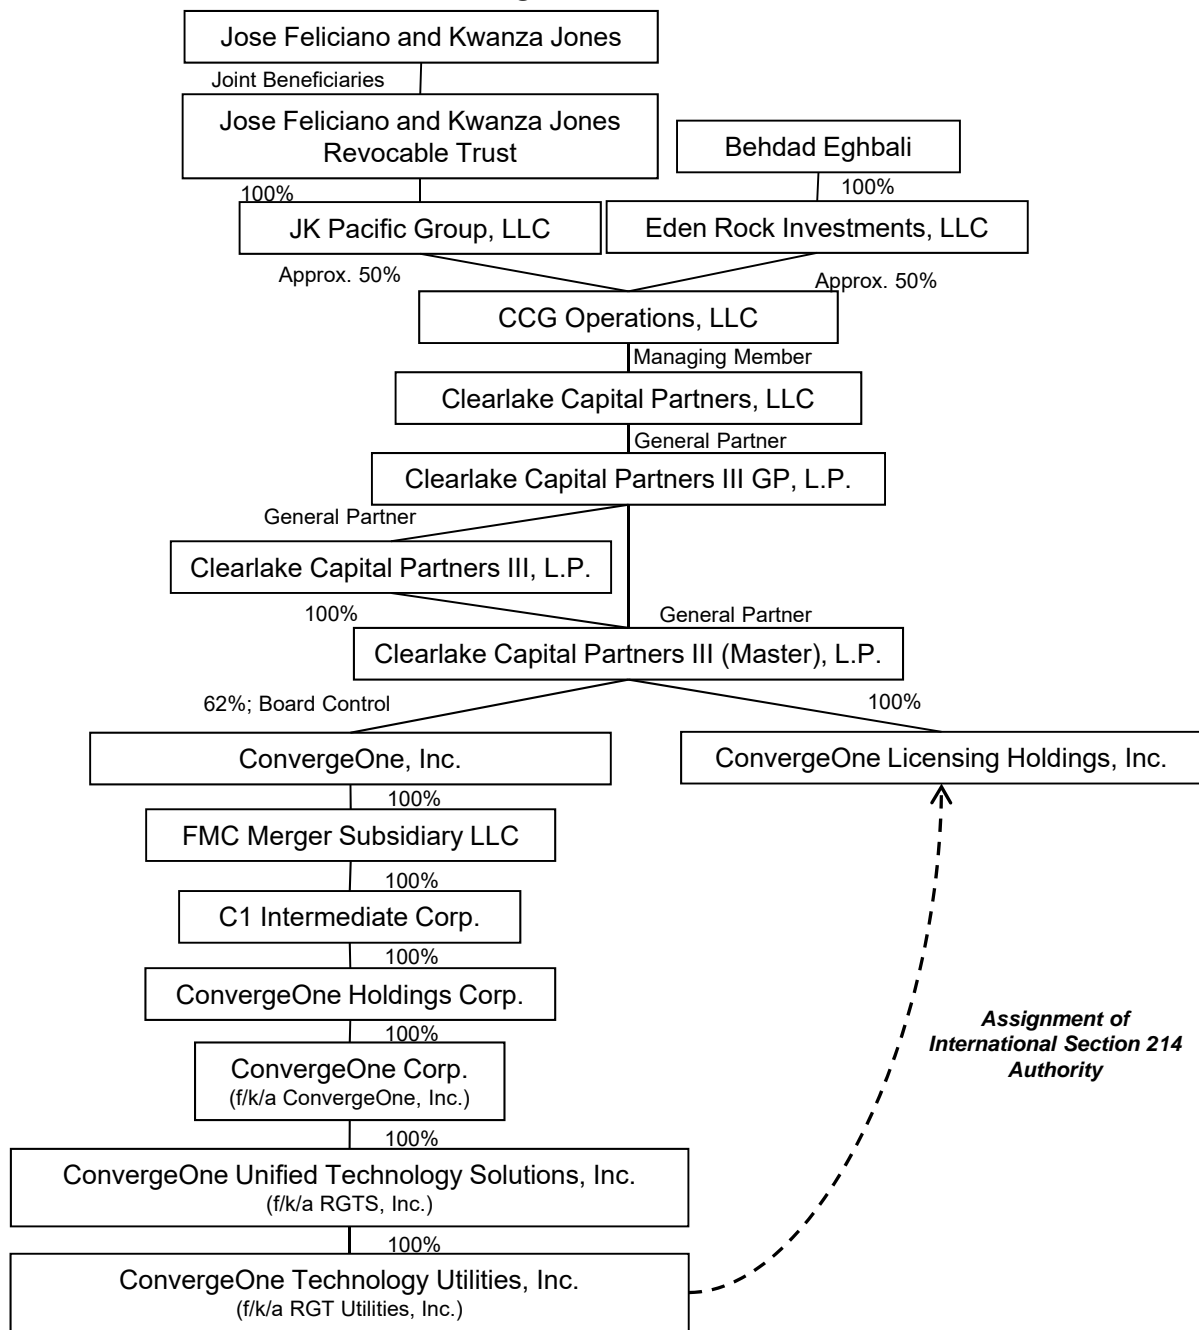 Jose Feliciano and Kwanza Jones
Joint Beneficiaries
Jose Feliciano and Kwanza Jones
Revocable Trust
Behdad Eghbali
100%
100%
JK Pacific Group, LLC
Eden Rock Investments, LLC
Approx. 50%
Approx. 50%
CCG Operations, LLC
Managing Member
Clearlake Capital Partners, LLC
General Partner
Clearlake Capital Partners III GP, L.P.
General Partner
Clearlake Capital Partners III, L.P.
100%
General Partner
Clearlake Capital Partners III (Master), L.P.
62%; Board Control
100%
ConvergeOne, Inc.
ConvergeOne Licensing Holdings, Inc.
100%
FMC Merger Subsidiary LLC
100%
C1 Intermediate Corp.
100%
ConvergeOne Holdings Corp.
100%
ConvergeOne Corp.
(f/k/a ConvergeOne, Inc.)
Assignment of
International Section 214
Authority
100%
ConvergeOne Unified Technology Solutions, Inc.
(f/k/a RGTS, Inc.)
100%
ConvergeOne Technology Utilities, Inc.
(f/k/a RGT Utilities, Inc.)